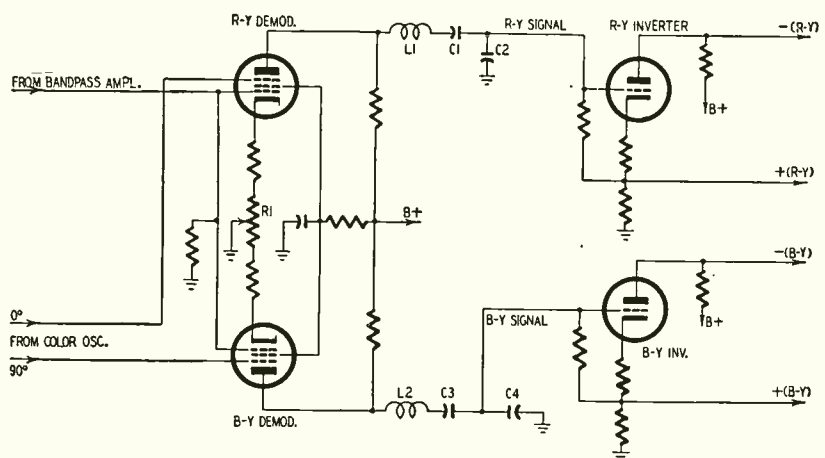 R-Y DEMOD.
L1
C1
C2
R-Y SIGNAL
R-Y INVERTER
-(R-Y)
B+
FROM BANDPASS AMPL.
+(R-Y)
R1
B+
-(B-Y)
B+
0°
FROM COLOR OSC.
90°
B-Y SIGNAL
B-Y INV.
L2
C3
C4
+(B-Y)
B-Y DEMOD.